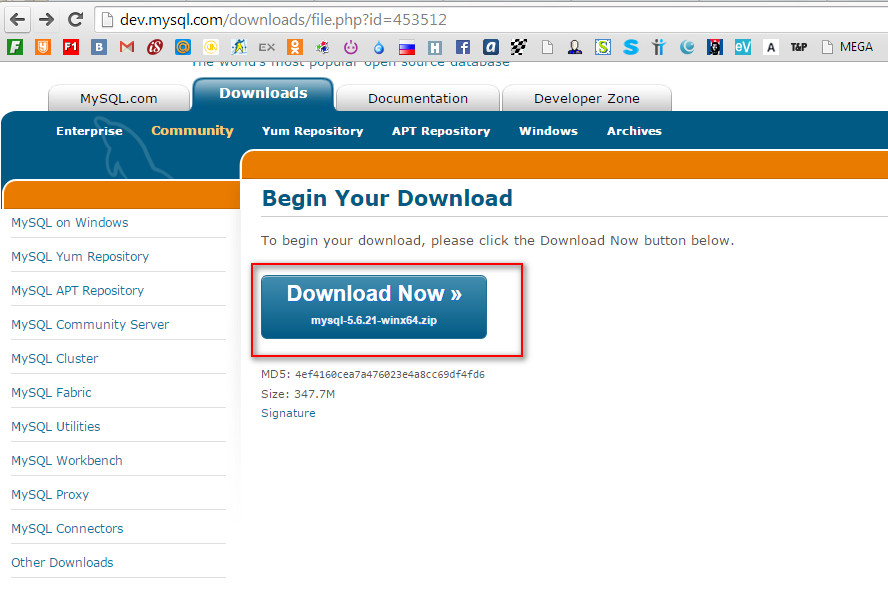 dev.mysql.com/downloads/file.php?id=453512
EX
T&P
MEGA
The world's most popular open source database
MySQL.com
Downloads
Documentation
Developer Zone
Enterprise
Community
Yum Repository
APT Repository
Windows
Archives
MySQL on Windows
MySQL Yum Repository
MySQL APT Repository
MySQL Community Server
MySQL Cluster
MySQL Fabric
MySQL Utilities
MySQL Workbench
MySQL Proxy
MySQL Connectors
Other Downloads
Begin Your Download
To begin your download, please click the Download Now button below.
Download Now »
mysql-5.6.21-winx64.zip
MD5: 4ef4160cea7a476023e4a8cc69df4fd6
Size: 347.7M
Signature